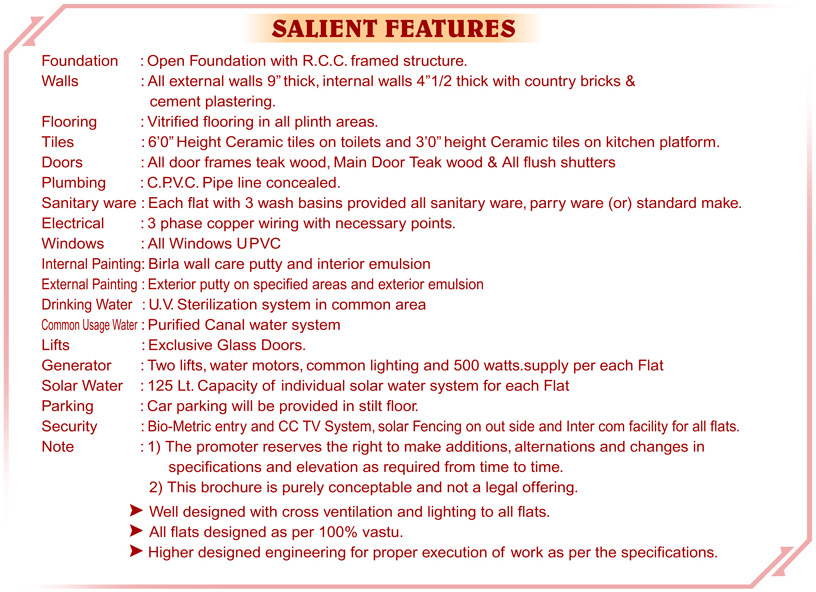 SALIENT FEATURES
Foundation : Open Foundation with R.C.C. framed structure.
Walls : All external walls 9” thick, internal walls 4”1/2 thick with country bricks &
cement plastering.
Flooring : Vitrified flooring in all plinth areas.
Tiles : 6’0” Height Ceramic tiles on toilets and 3’0” height Ceramic tiles on kitchen platform.
Doors : All door frames teak wood, Main Door Teak wood & All flush shutters
Plumbing : C.P.V.C. Pipe line concealed.
Sanitary ware : Each flat with 3 wash basins provided all sanitary ware, parry ware (or) standard make.
Electrical : 3 phase copper wiring with necessary points.
Windows : All Windows UPVC
Internal Painting: Birla wall care putty and interior emulsion
External Painting : Exterior putty on specified areas and exterior emulsion
Drinking Water : U.V. Sterilization system in common area
Common Usage Water : Purified Canal water system
Lifts : Exclusive Glass Doors.
Generator : Two lifts, water motors, common lighting and 500 watts.supply per each Flat
Solar Water : 125 Lt. Capacity of individual solar water system for each Flat
Parking : Car parking will be provided in stilt floor.
Security : Bio-Metric entry and CC TV System, solar Fencing on out side and Inter com facility for all flats.
Note : 1) The promoter reserves the right to make additions, alternations and changes in
specifications and elevation as required from time to time.
2) This brochure is purely conceptable and not a legal offering.
➤ Well designed with cross ventilation and lighting to all flats.
➤ All flats designed as per 100% vastu.
➤ Higher designed engineering for proper execution of work as per the specifications.